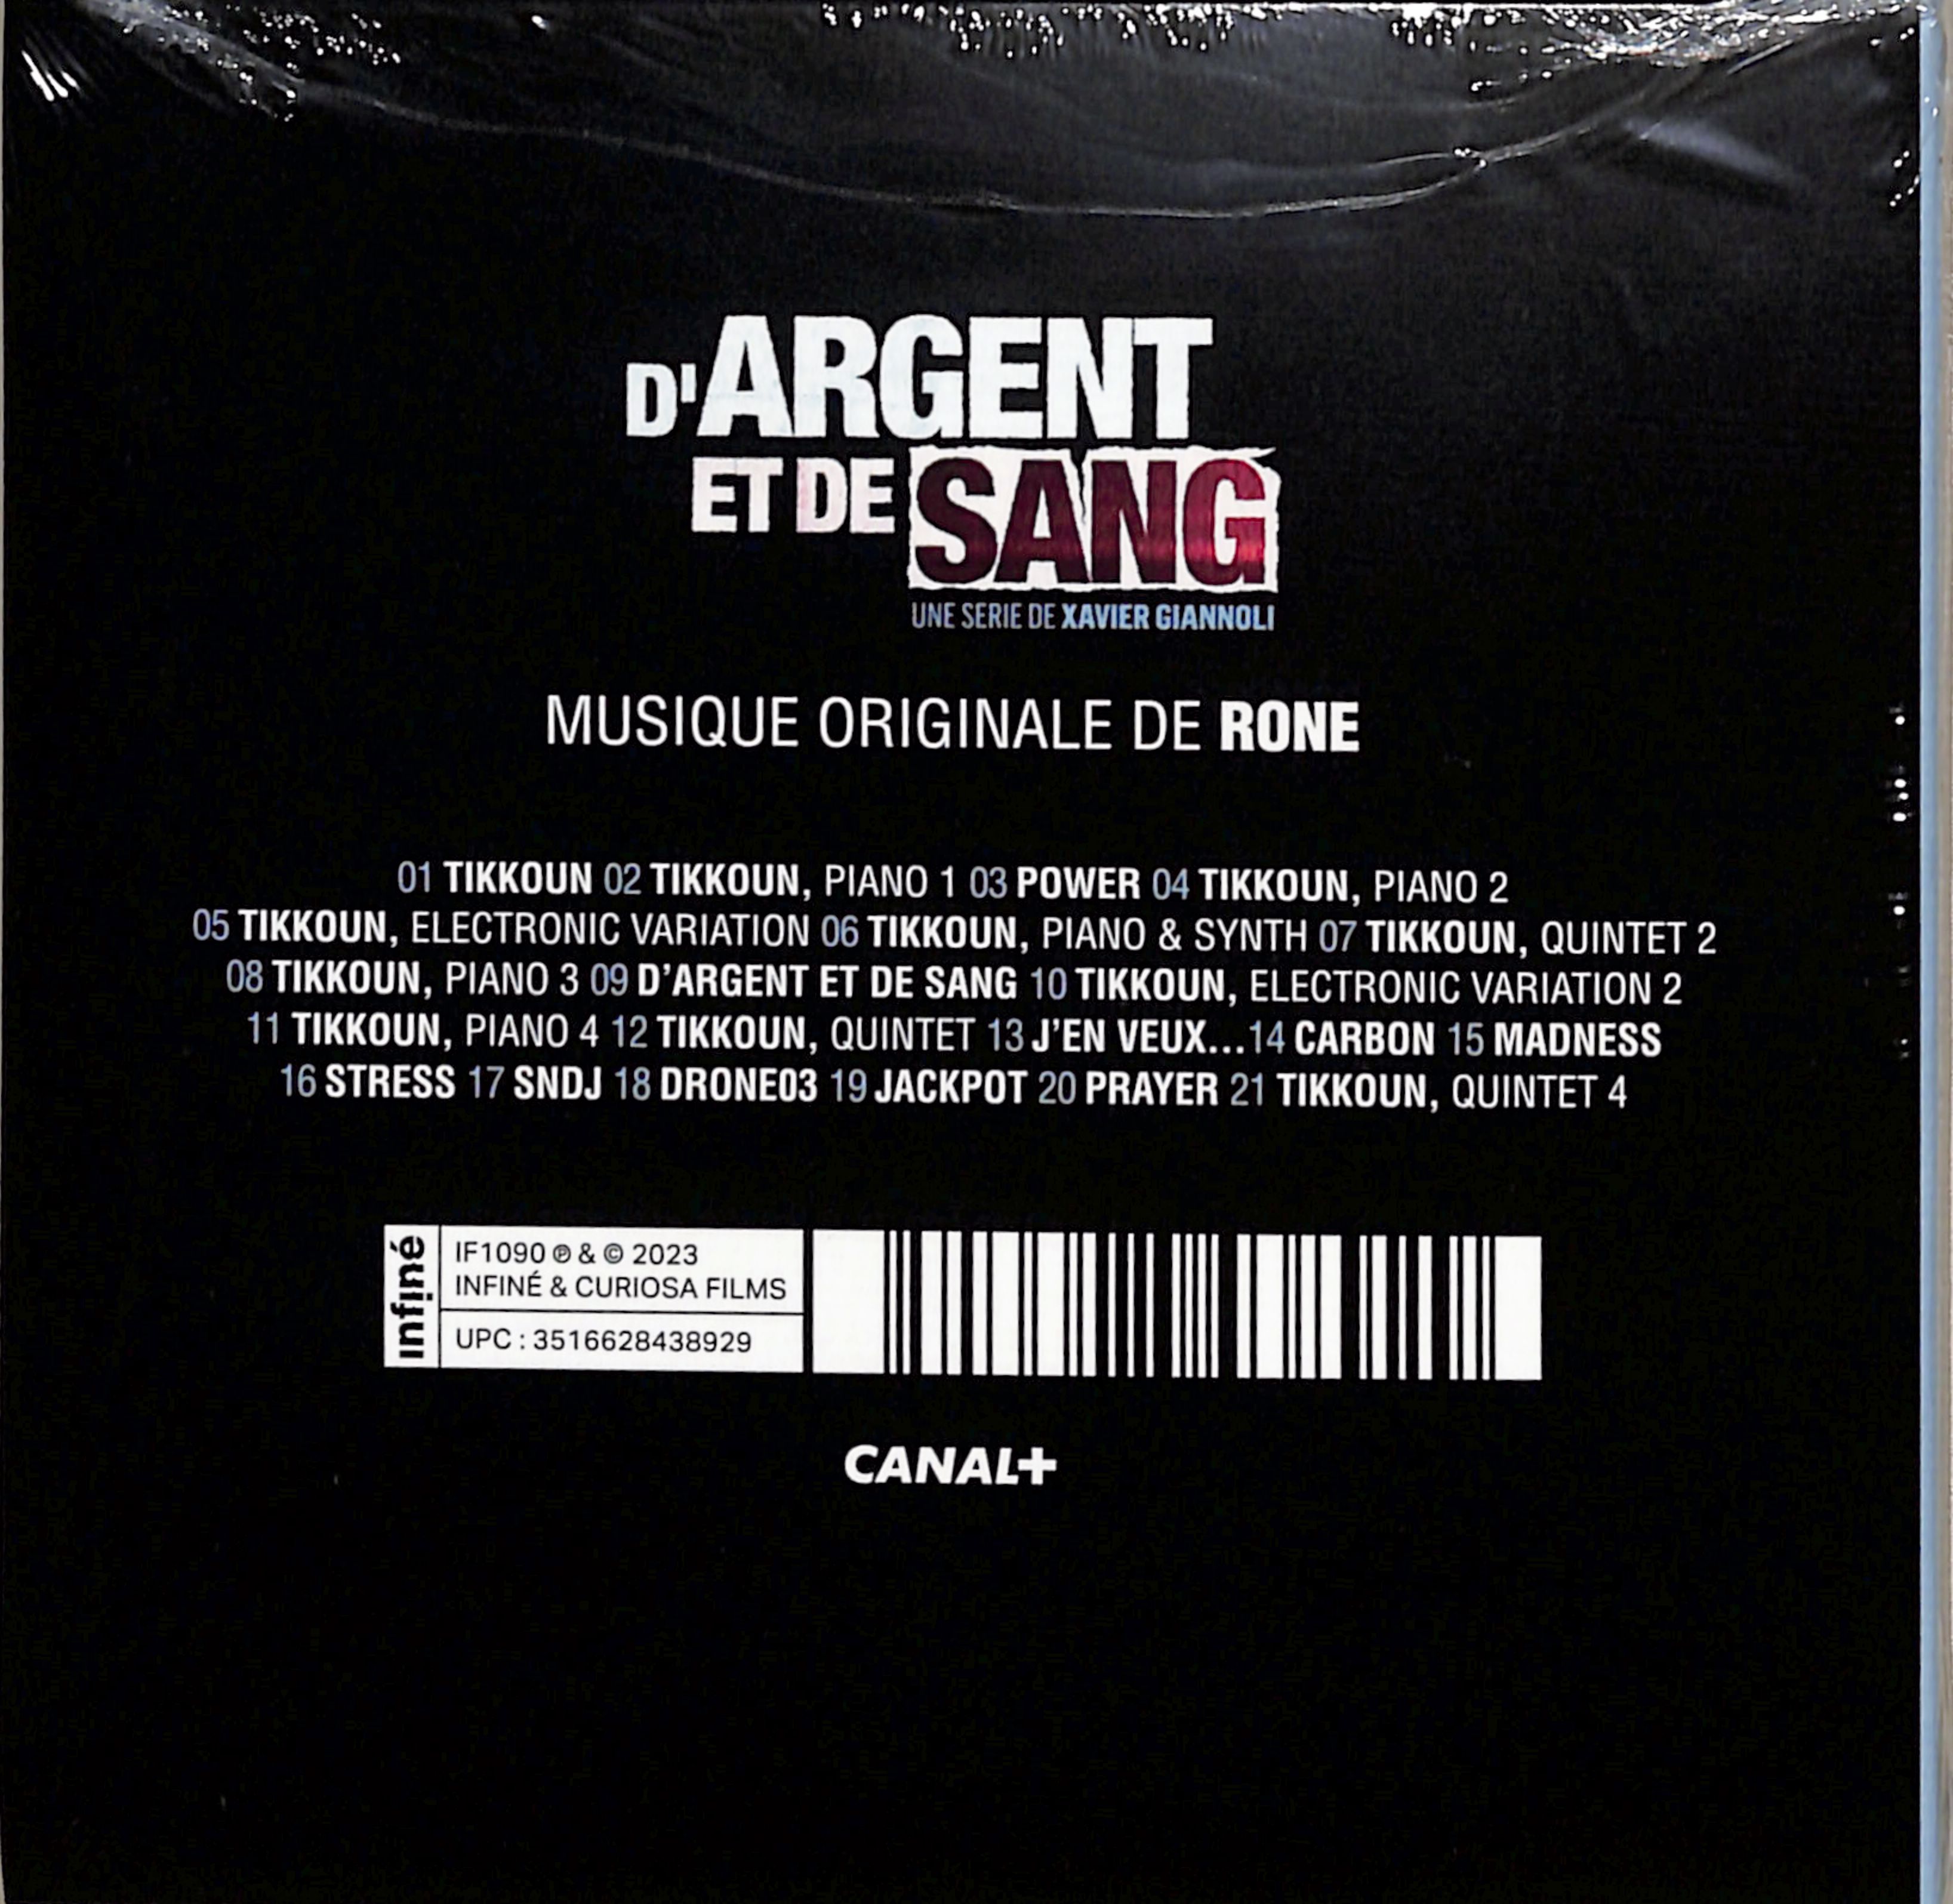 D'ARGENT
ET DE SANG
UNE SERIE DE XAVIER GIANNOLI
MUSIQUE ORIGINALE DE RONE
01 TIKKOUN 02 TIKKOUN, PIANO 1 03 POWER 04 TIKKOUN, PIANO 2
05 TIKKOUN, ELECTRONIC VARIATION 06 TIKKOUN, PIANO & SYNTH 07 TIKKOUN, QUINTET 2
08 TIKKOUN, PIANO 3 09 D'ARGENT ET DE SANG 10 TIKKOUN, ELECTRONIC VARIATION 2
11 TIKKOUN, PIANO 4 12 TIKKOUN, QUINTET 13 J'EN VEUX...14 CARBON 15 MADNESS
16 STRESS 17 SNDJ 18 DRONE03 19 JACKPOT 20 PRAYER 21 TIKKOUN, QUINTET 4
infiné
IF1090 ℗ & © 2023
INFINÉ & CURIOSA FILMS
UPC : 3516628438929
CANAL+